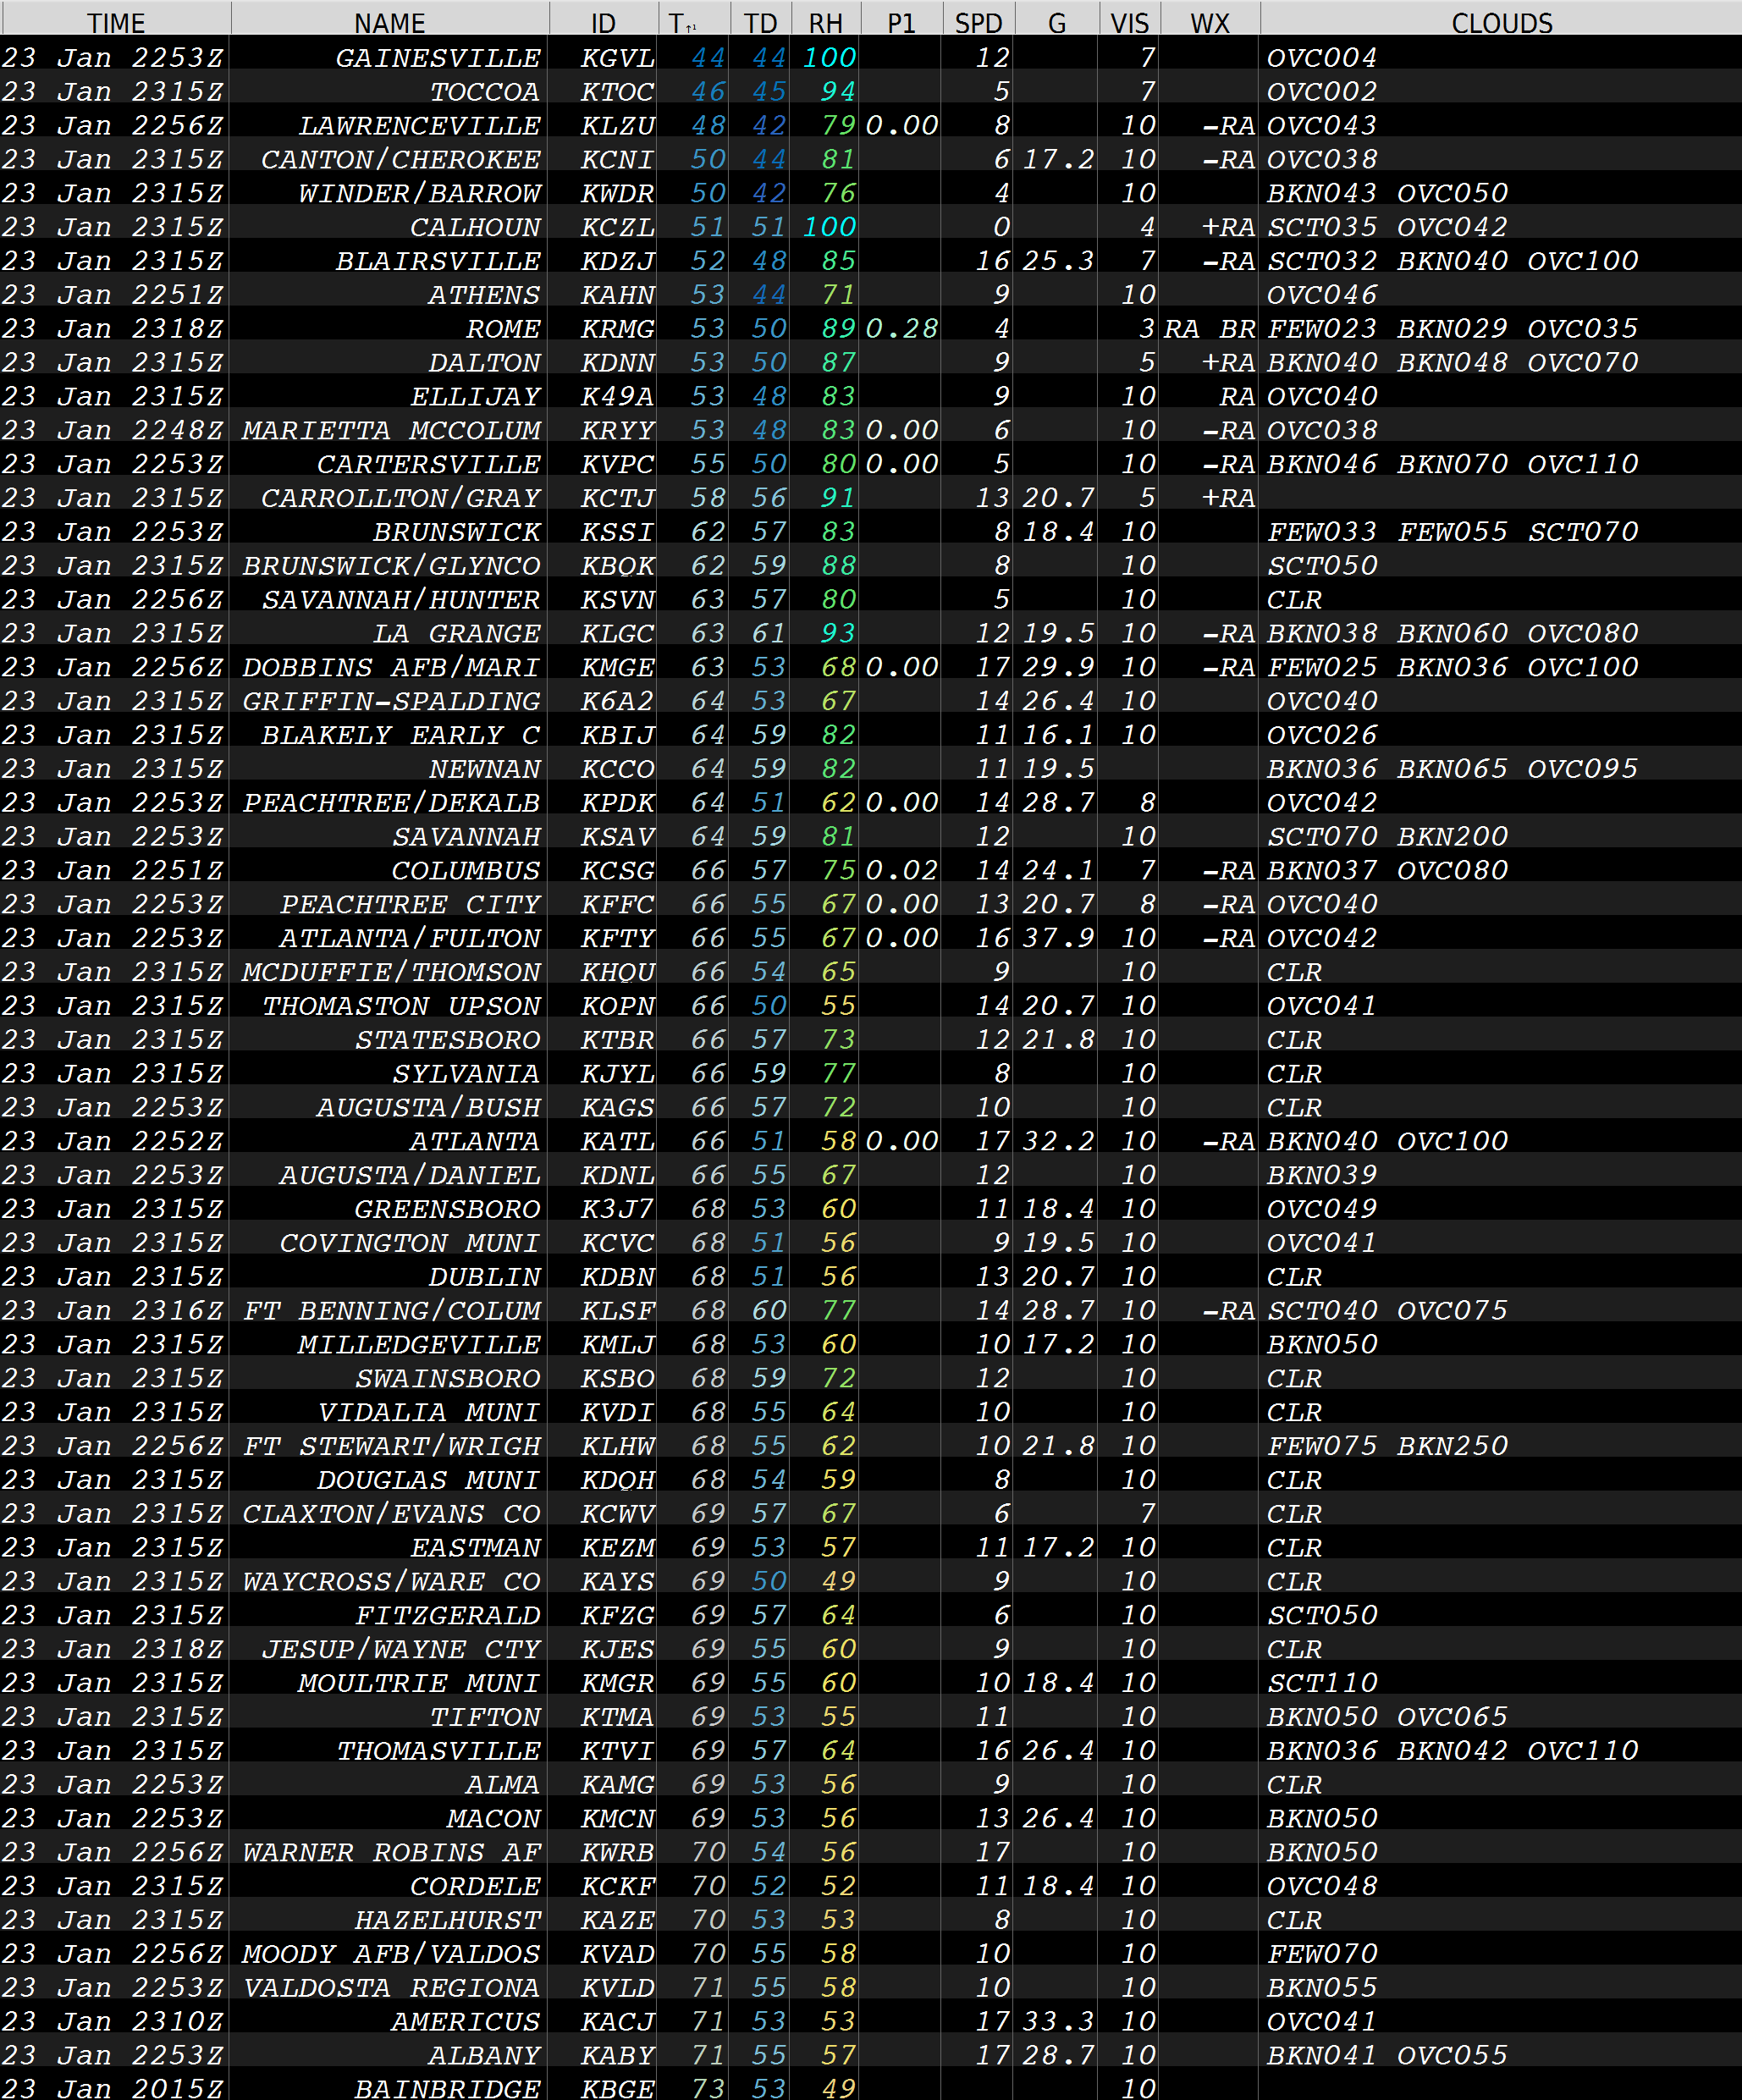 TIME NAME ID T↑¹ TD RH P1 SPD G VIS WX CLOUDS
23 Jan 2253Z GAINESVILLE KGVL 44 44 100 12 7 OVC004
23 Jan 2315Z TOCCOA KTOC 46 45 94 5 7 OVC002
23 Jan 2256Z LAWRENCEVILLE KLZU 48 42 79 0.00 8 10 -RA OVC043
23 Jan 2315Z CANTON/CHEROKEE KCNI 50 44 81 6 17.2 10 -RA OVC038
23 Jan 2315Z WINDER/BARROW KWDR 50 42 76 4 10 BKN043 OVC050
23 Jan 2315Z CALHOUN KCZL 51 51 100 0 4 +RA SCT035 OVC042
23 Jan 2315Z BLAIRSVILLE KDZJ 52 48 85 16 25.3 7 -RA SCT032 BKN040 OVC100
23 Jan 2251Z ATHENS KAHN 53 44 71 9 10 OVC046
23 Jan 2318Z ROME KRMG 53 50 89 0.28 4 3 RA BR FEW023 BKN029 OVC035
23 Jan 2315Z DALTON KDNN 53 50 87 9 5 +RA BKN040 BKN048 OVC070
23 Jan 2315Z ELLIJAY K49A 53 48 83 9 10 RA OVC040
23 Jan 2248Z MARIETTA MCCOLUM KRYY 53 48 83 0.00 6 10 -RA OVC038
23 Jan 2253Z CARTERSVILLE KVPC 55 50 80 0.00 5 10 -RA BKN046 BKN070 OVC110
23 Jan 2315Z CARROLLTON/GRAY KCTJ 58 56 91 13 20.7 5 +RA
23 Jan 2253Z BRUNSWICK KSSI 62 57 83 8 18.4 10 FEW033 FEW055 SCT070
23 Jan 2315Z BRUNSWICK/GLYNCO KBQK 62 59 88 8 10 SCT050
23 Jan 2256Z SAVANNAH/HUNTER KSVN 63 57 80 5 10 CLR
23 Jan 2315Z LA GRANGE KLGC 63 61 93 12 19.5 10 -RA BKN038 BKN060 OVC080
23 Jan 2256Z DOBBINS AFB/MARI KMGE 63 53 68 0.00 17 29.9 10 -RA FEW025 BKN036 OVC100
23 Jan 2315Z GRIFFIN-SPALDING K6A2 64 53 67 14 26.4 10 OVC040
23 Jan 2315Z BLAKELY EARLY C KBIJ 64 59 82 11 16.1 10 OVC026
23 Jan 2315Z NEWNAN KCCO 64 59 82 11 19.5 BKN036 BKN065 OVC095
23 Jan 2253Z PEACHTREE/DEKALB KPDK 64 51 62 0.00 14 28.7 8 OVC042
23 Jan 2253Z SAVANNAH KSAV 64 59 81 12 10 SCT070 BKN200
23 Jan 2251Z COLUMBUS KCSG 66 57 75 0.02 14 24.1 7 -RA BKN037 OVC080
23 Jan 2253Z PEACHTREE CITY KFFC 66 55 67 0.00 13 20.7 8 -RA OVC040
23 Jan 2253Z ATLANTA/FULTON KFTY 66 55 67 0.00 16 37.9 10 -RA OVC042
23 Jan 2315Z MCDUFFIE/THOMSON KHQU 66 54 65 9 10 CLR
23 Jan 2315Z THOMASTON UPSON KOPN 66 50 55 14 20.7 10 OVC041
23 Jan 2315Z STATESBORO KTBR 66 57 73 12 21.8 10 CLR
23 Jan 2315Z SYLVANIA KJYL 66 59 77 8 10 CLR
23 Jan 2253Z AUGUSTA/BUSH KAGS 66 57 72 10 10 CLR
23 Jan 2252Z ATLANTA KATL 66 51 58 0.00 17 32.2 10 -RA BKN040 OVC100
23 Jan 2253Z AUGUSTA/DANIEL KDNL 66 55 67 12 10 BKN039
23 Jan 2315Z GREENSBORO K3J7 68 53 60 11 18.4 10 OVC049
23 Jan 2315Z COVINGTON MUNI KCVC 68 51 56 9 19.5 10 OVC041
23 Jan 2315Z DUBLIN KDBN 68 51 56 13 20.7 10 CLR
23 Jan 2316Z FT BENNING/COLUM KLSF 68 60 77 14 28.7 10 -RA SCT040 OVC075
23 Jan 2315Z MILLEDGEVILLE KMLJ 68 53 60 10 17.2 10 BKN050
23 Jan 2315Z SWAINSBORO KSBO 68 59 72 12 10 CLR
23 Jan 2315Z VIDALIA MUNI KVDI 68 55 64 10 10 CLR
23 Jan 2256Z FT STEWART/WRIGH KLHW 68 55 62 10 21.8 10 FEW075 BKN250
23 Jan 2315Z DOUGLAS MUNI KDQH 68 54 59 8 10 CLR
23 Jan 2315Z CLAXTON/EVANS CO KCWV 69 57 67 6 7 CLR
23 Jan 2315Z EASTMAN KEZM 69 53 57 11 17.2 10 CLR
23 Jan 2315Z WAYCROSS/WARE CO KAYS 69 50 49 9 10 CLR
23 Jan 2315Z FITZGERALD KFZG 69 57 64 6 10 SCT050
23 Jan 2318Z JESUP/WAYNE CTY KJES 69 55 60 9 10 CLR
23 Jan 2315Z MOULTRIE MUNI KMGR 69 55 60 10 18.4 10 SCT110
23 Jan 2315Z TIFTON KTMA 69 53 55 11 10 BKN050 OVC065
23 Jan 2315Z THOMASVILLE KTVI 69 57 64 16 26.4 10 BKN036 BKN042 OVC110
23 Jan 2253Z ALMA KAMG 69 53 56 9 10 CLR
23 Jan 2253Z MACON KMCN 69 53 56 13 26.4 10 BKN050
23 Jan 2256Z WARNER ROBINS AF KWRB 70 54 56 17 10 BKN050
23 Jan 2315Z CORDELE KCKF 70 52 52 11 18.4 10 OVC048
23 Jan 2315Z HAZELHURST KAZE 70 53 53 8 10 CLR
23 Jan 2256Z MOODY AFB/VALDOS KVAD 70 55 58 10 10 FEW070
23 Jan 2253Z VALDOSTA REGIONA KVLD 71 55 58 10 10 BKN055
23 Jan 2310Z AMERICUS KACJ 71 53 53 17 33.3 10 OVC041
23 Jan 2253Z ALBANY KABY 71 55 57 17 28.7 10 BKN041 OVC055
23 Jan 2015Z BAINBRIDGE KBGE 73 53 49 10